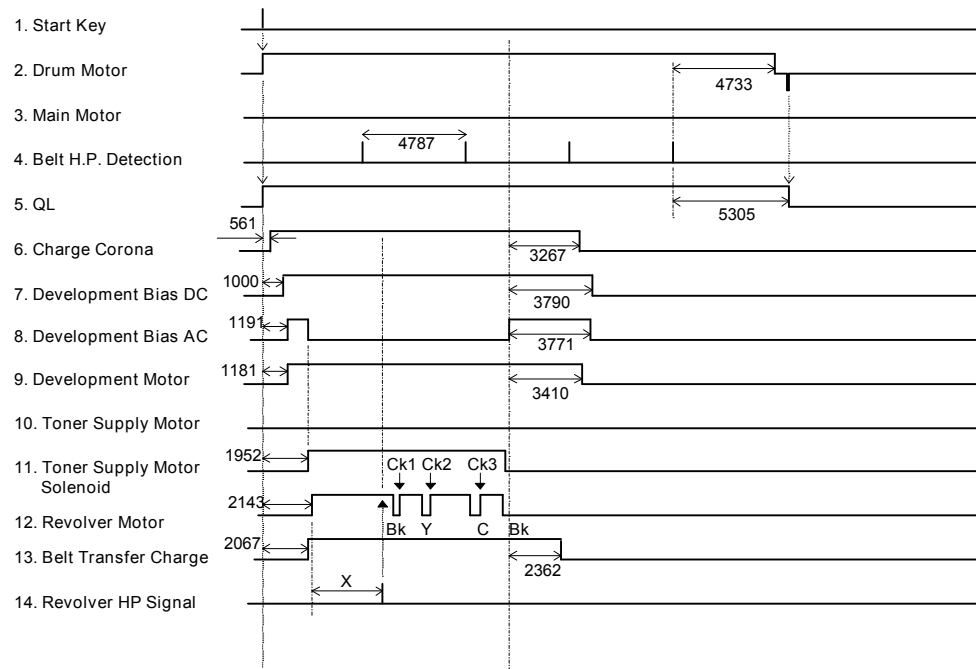 1. Start Key
2. Drum Motor
4733
3. Main Motor
4787
4. Belt H.P. Detection
5. QL
5305
561
6. Charge Corona
3267
1000
7. Development Bias DC
3790
1191
8. Development Bias AC
3771
1181
9. Development Motor
3410
10. Toner Supply Motor
1952
11. Toner Supply Motor
Solenoid
Ck1 Ck2 Ck3
2143
12. Revolver Motor
Bk Y C Bk
2067
13. Belt Transfer Charge
2362
X
14. Revolver HP Signal